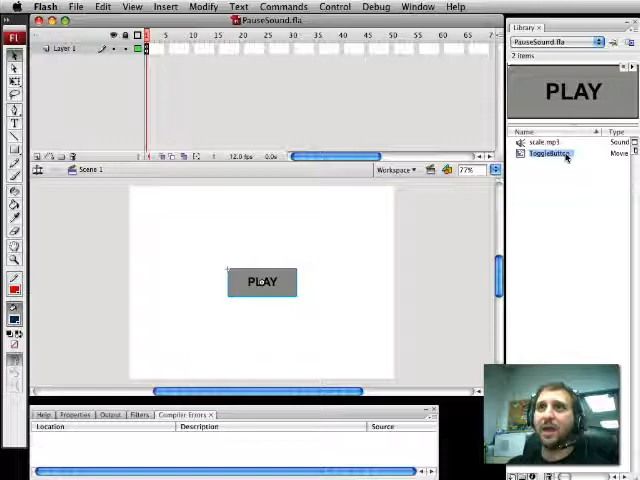 Flash File Edit View Insert Modify Text Commands Control Debug Window Help
PauseSound.fla
Library ×
PauseSound.fla
2 items
Fl
5 10 15 20 25 30 35 40 45 50 55 60 65 7
Layer 1
PLAY
Name Type
scale.mp3 Sound
ToggleButton Movie
1 12.0 fps 0.0s
Scene 1
Workspace
77%
PLAY
Help Properties Output Filters Compiler Errors ×
Location Description Source